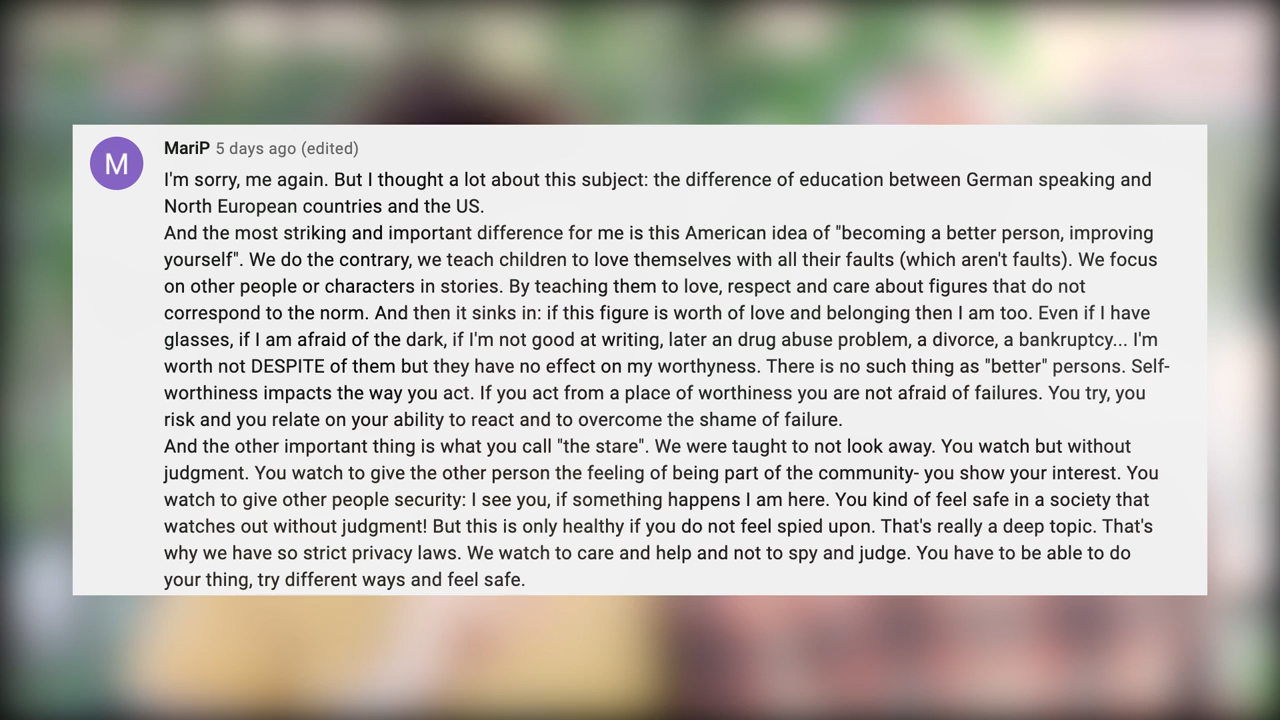 M
MariP 5 days ago (edited)
I'm sorry, me again. But I thought a lot about this subject: the difference of education between German speaking and
North European countries and the US.
And the most striking and important difference for me is this American idea of "becoming a better person, improving
yourself". We do the contrary, we teach children to love themselves with all their faults (which aren't faults). We focus
on other people or characters in stories. By teaching them to love, respect and care about figures that do not
correspond to the norm. And then it sinks in: if this figure is worth of love and belonging then I am too. Even if I have
glasses, if I am afraid of the dark, if I'm not good at writing, later an drug abuse problem, a divorce, a bankruptcy... I'm
worth not DESPITE of them but they have no effect on my worthyness. There is no such thing as "better" persons. Self-
worthiness impacts the way you act. If you act from a place of worthiness you are not afraid of failures. You try, you
risk and you relate on your ability to react and to overcome the shame of failure.
And the other important thing is what you call "the stare". We were taught to not look away. You watch but without
judgment. You watch to give the other person the feeling of being part of the community- you show your interest. You
watch to give other people security: I see you, if something happens I am here. You kind of feel safe in a society that
watches out without judgment! But this is only healthy if you do not feel spied upon. That's really a deep topic. That's
why we have so strict privacy laws. We watch to care and help and not to spy and judge. You have to be able to do
your thing, try different ways and feel safe.